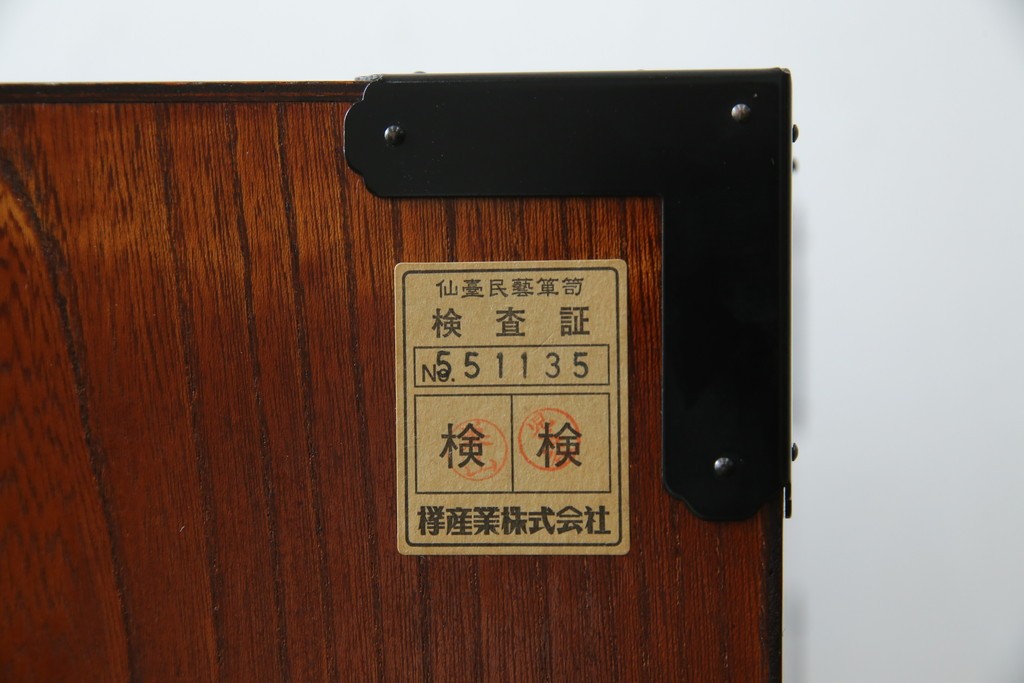 仙臺民藝箪笥
検査証
No. 551135
検 検
欅産業株式会社